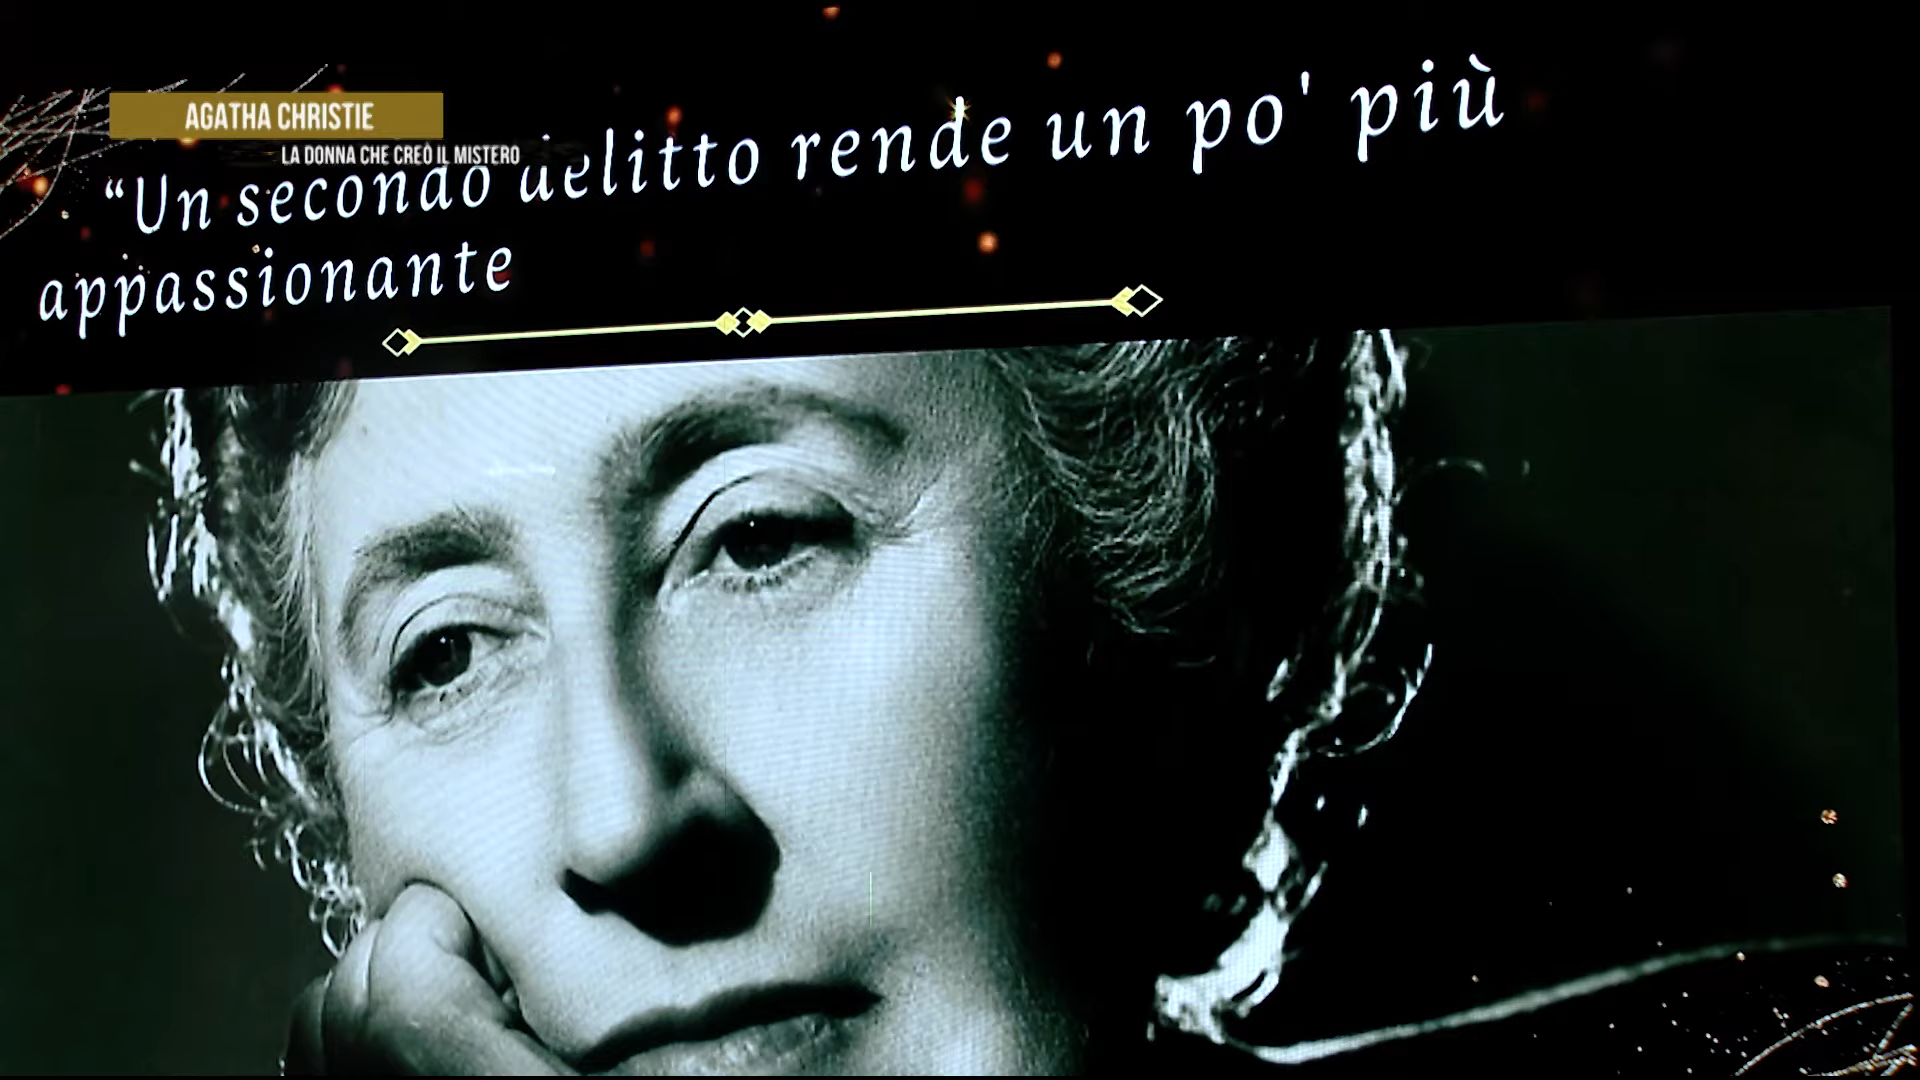 AGATHA CHRISTIE
LA DONNA CHE CREÒ IL MISTERO
“Un secondo delitto rende un po' più
appassionante